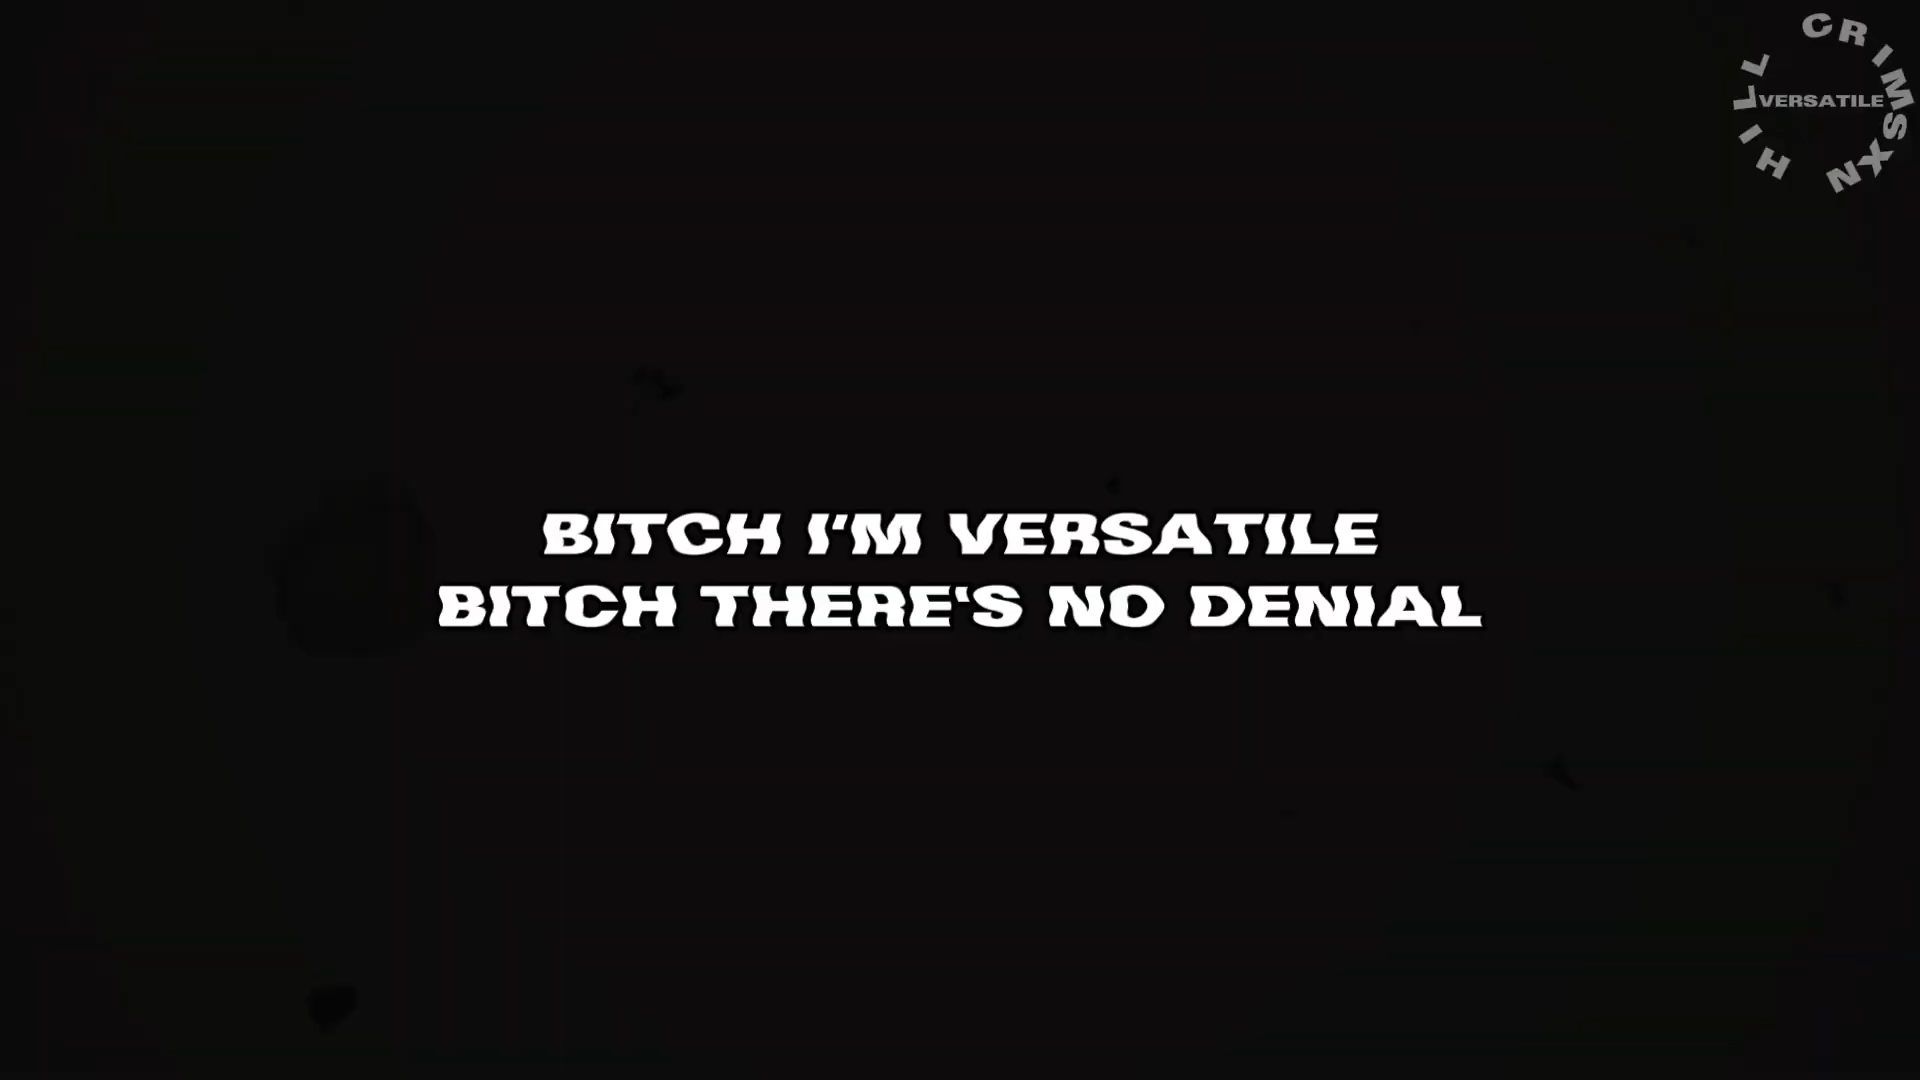 CRIMSXN HILL
VERSATILE
BITCH I'M VERSATILE
BITCH THERE'S NO DENIAL